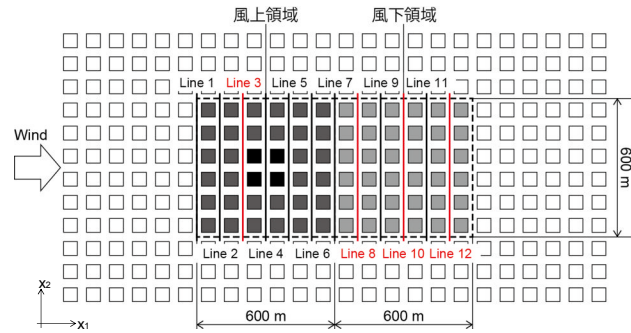 風上領域 風下領域
Line 1 Line 3 Line 5 Line 7 Line 9 Line 11
Wind
600 m
Line 2 Line 4 Line 6 Line 8 Line 10 Line 12
x2
x1
600 m 600 m